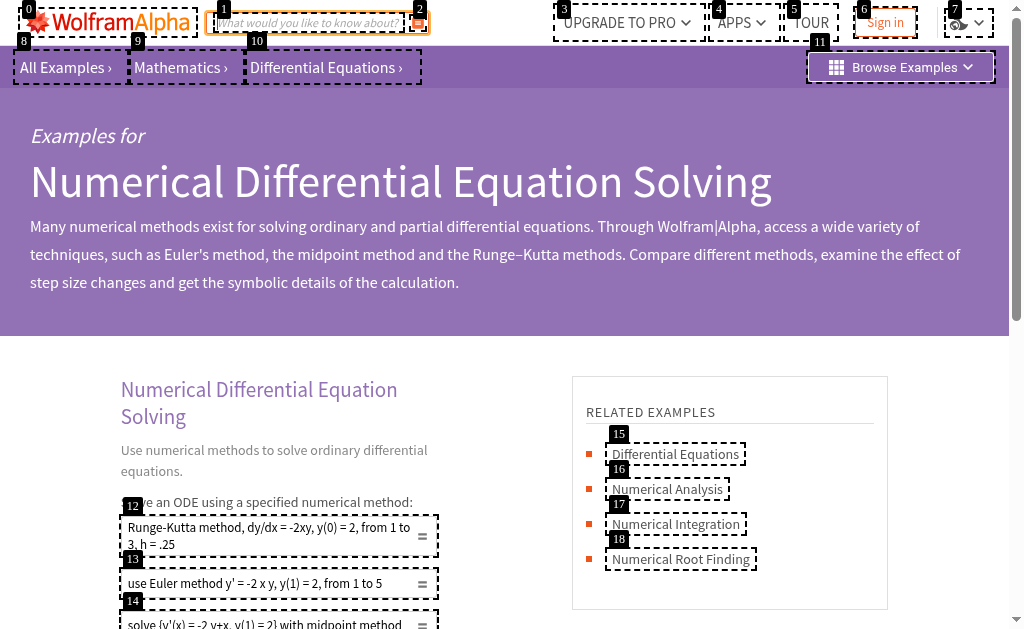 0 1 2 3 4 5 6 7
WolframAlpha What would you like to know about? UPGRADE TO PRO APPS TOUR Sign in
8 9 10 11
All Examples › Mathematics › Differential Equations › Browse Examples
Examples for
Numerical Differential Equation Solving
Many numerical methods exist for solving ordinary and partial differential equations. Through Wolfram|Alpha, access a wide variety of
techniques, such as Euler's method, the midpoint method and the Runge–Kutta methods. Compare different methods, examine the effect of
step size changes and get the symbolic details of the calculation.
Numerical Differential Equation
Solving
Use numerical methods to solve ordinary differential
equations.
an ODE using a specified numerical method:
12
Runge-Kutta method, dy/dx = -2xy, y(0) = 2, from 1 to
3, h = .25
13
use Euler method y' = -2 x y, y(1) = 2, from 1 to 5
14
solve {y'(x) = -2 y+x, y(1) = 2} with midpoint method
RELATED EXAMPLES
15
Differential Equations
16
Numerical Analysis
17
Numerical Integration
18
Numerical Root Finding